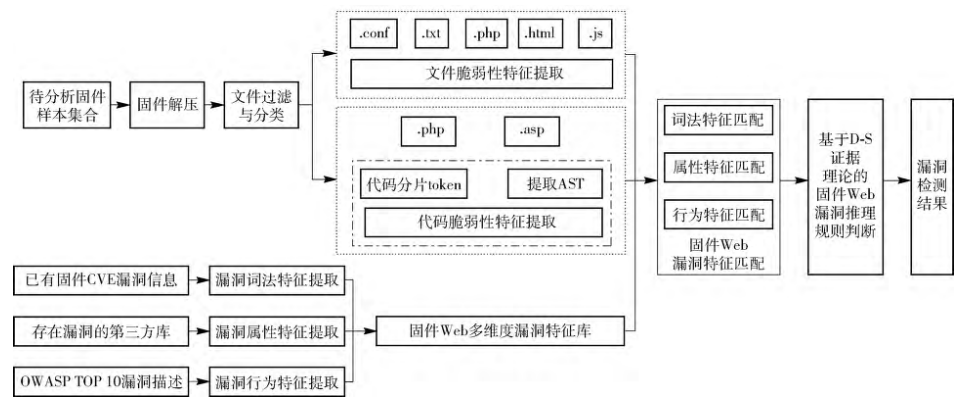 .conf
.txt
.php
.html
.js
文件脆弱性特征提取
待分析固件
样本集合
固件解压
文件过滤
与分类
.php
.asp
代码分片token
提取AST
代码脆弱性特征提取
词法特征匹配
属性特征匹配
行为特征匹配
固件Web
漏洞特征匹配
基于D-S
证据
理论的
固件Web
漏洞推理
规则判断
漏洞
检测
结果
已有固件CVE漏洞信息
漏洞词法特征提取
存在漏洞的第三方库
漏洞属性特征提取
固件Web多维度漏洞特征库
OWASP TOP 10漏洞描述
漏洞行为特征提取